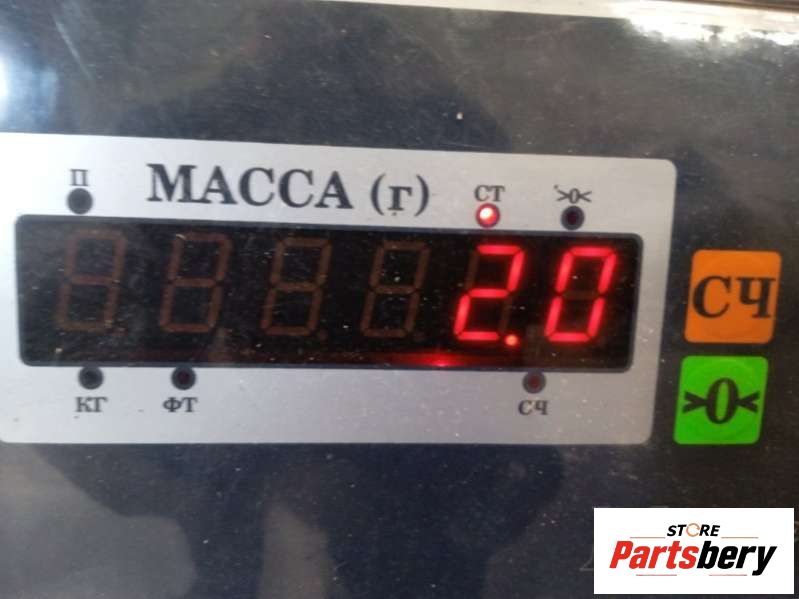 П МАССА (г) СТ >0<
2.0
КГ ФТ СЧ
СЧ
>0<
STORE
Partsbery